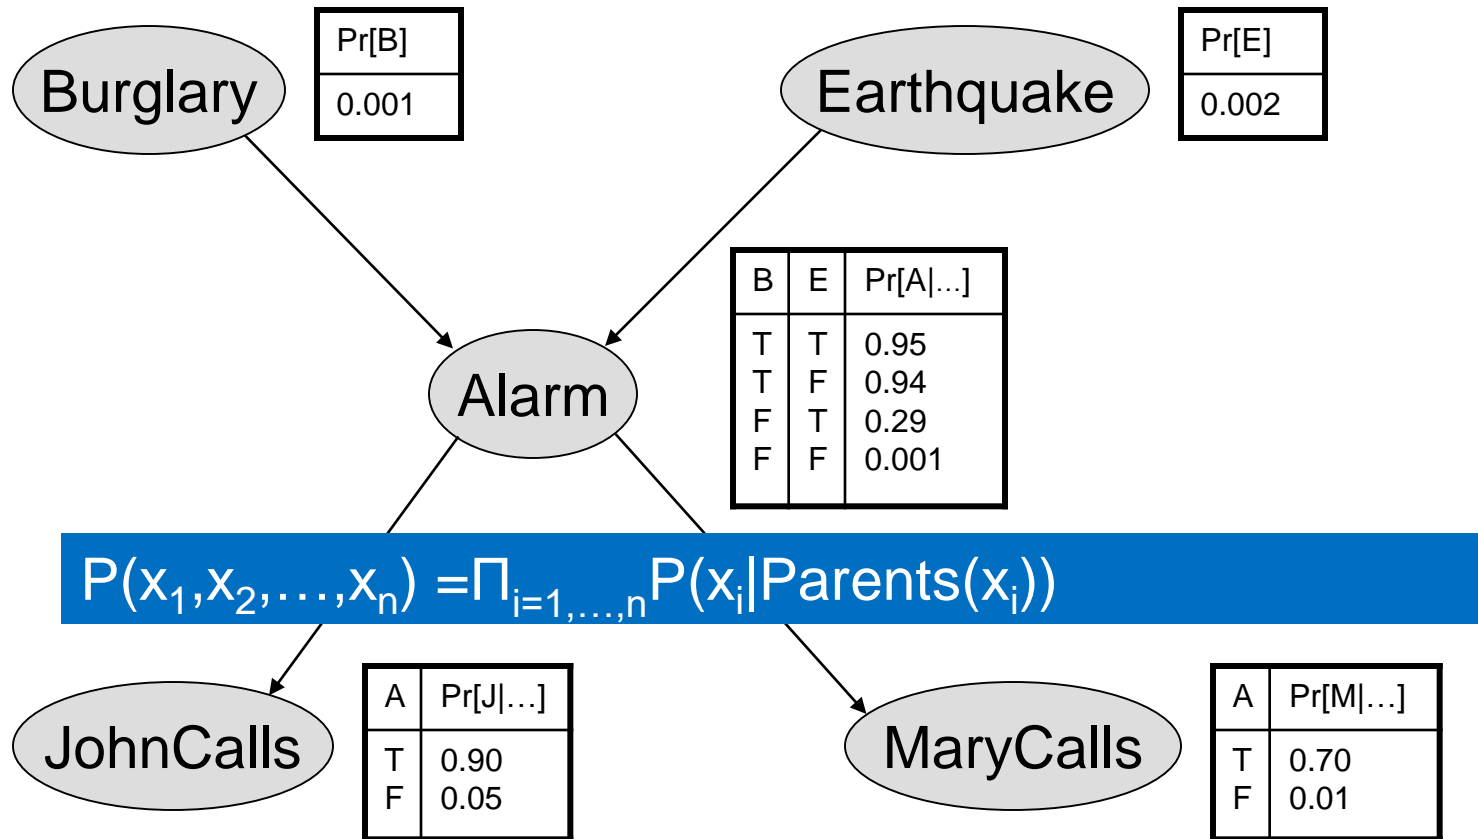 Burglary
Pr[B]
0.001
Earthquake
Pr[E]
0.002
Alarm
B E Pr[A|...]
T T 0.95
T F 0.94
F T 0.29
F F 0.001
P(x₁,x₂,…,xₙ) =Πᵢ₌₁,…,ₙP(xᵢ|Parents(xᵢ))
JohnCalls
A Pr[J|…]
T 0.90
F 0.05
MaryCalls
A Pr[M|…]
T 0.70
F 0.01